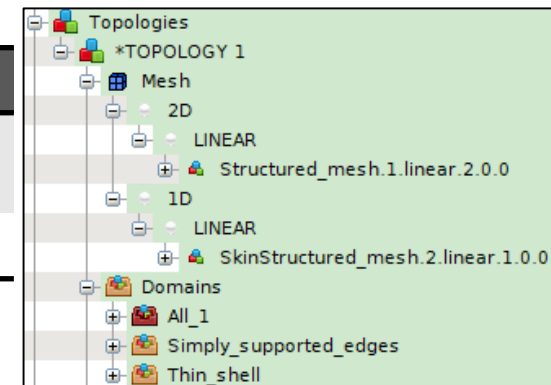 Topologies
*TOPOLOGY 1
Mesh
2D
LINEAR
Structured_mesh.1.linear.2.0.0
1D
LINEAR
SkinStructured_mesh.2.linear.1.0.0
Domains
All_1
Simply_supported_edges
Thin_shell